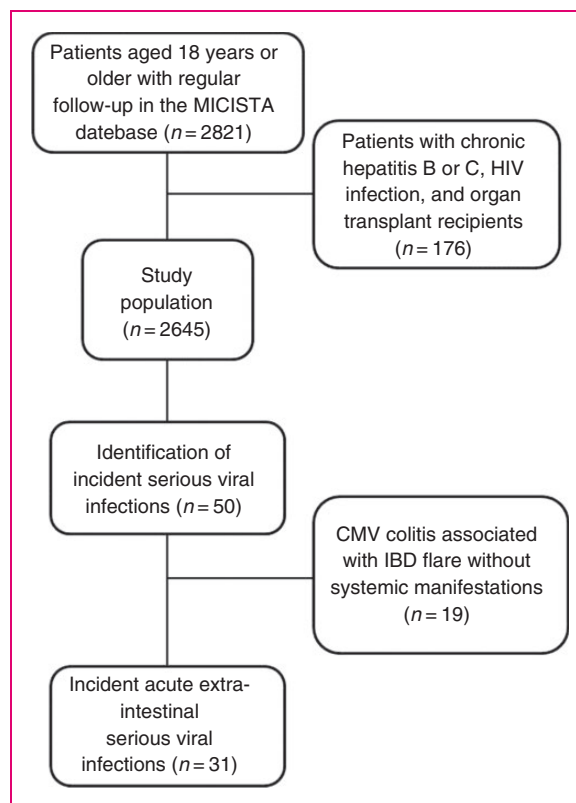 Patients aged 18 years or
older with regular
follow-up in the MICISTA
datebase (n = 2821)
Patients with chronic
hepatitis B or C, HIV
infection, and organ
transplant recipients
(n = 176)
Study
population
(n = 2645)
Identification of
incident serious viral
infections (n = 50)
CMV colitis associated
with IBD flare without
systemic manifestations
(n = 19)
Incident acute extra-
intestinal
serious viral
infections (n = 31)